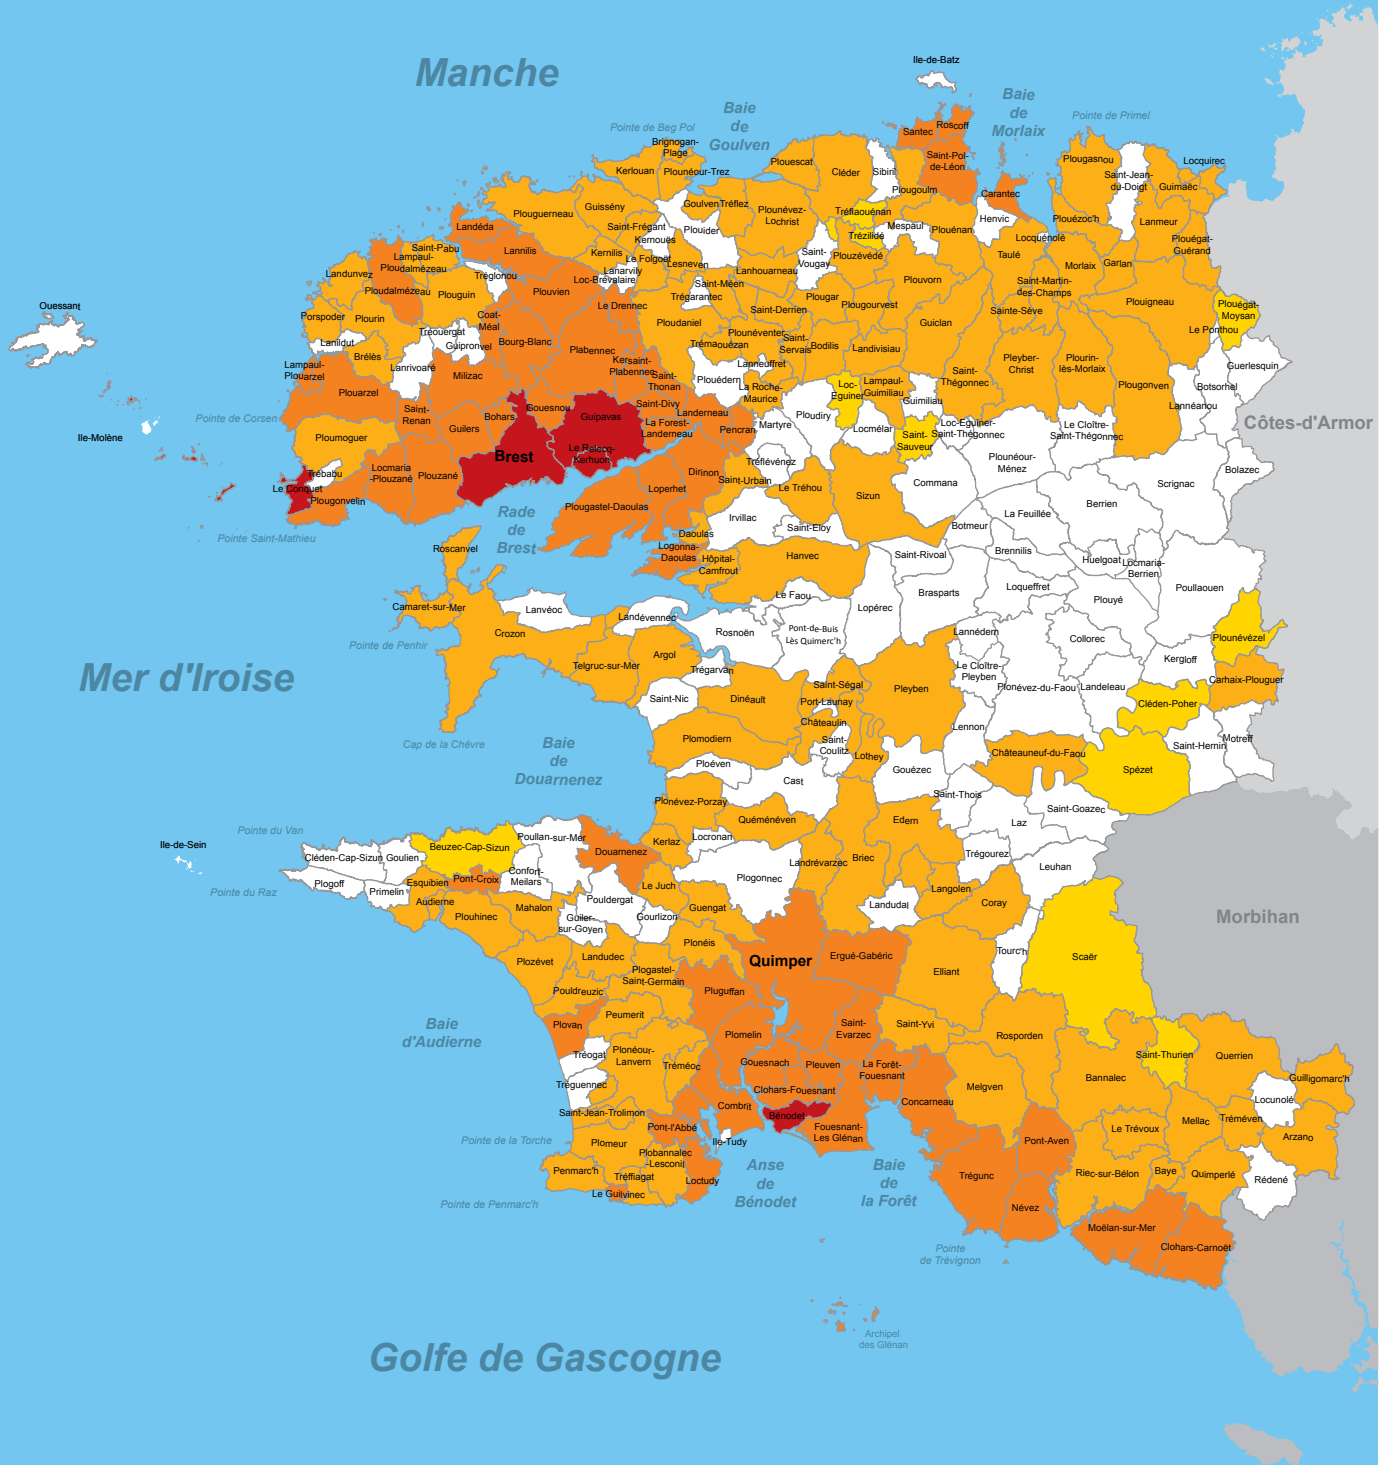 Ile-de-Batz
Manche
Baie
de
Morlaix
Baie
de
Goulven
Pointe de Primel
Pointe de Beg Pol
Roscoff
Santec
Brignogan-
Plage
Saint-Pol-
de-Léon
Plouescat
Plougasnou
Locquirec
Kerlouan
Plounéour-Trez
Cléder
Sibiril
Saint-Jean-
du-Doigt
Guimaëc
Plougoulm
Carantec
Guissény
Goulven
Tréflez
Plounévez-
Lochrist
Tréflaouénan
Henvic
Plouézoc'h
Lanmeur
Plouguerneau
Saint-Frégant
Plouider
Mespaul
Plouénan
Landéda
Kernouës
Trézilidé
Locquénolé
Plouégat-
Guérand
Saint-Pabu
Lannilis
Kernilis
Le Folgoët
Lesneven
Saint-
Vougay
Plouzévédé
Taulé
Morlaix
Garlan
Lampaul-
Ploudalmézeau
Landunvez
Tréglonou
Lanarvily
Loc-Brévalaire
Lanhouarneau
Saint-Martin-
des-Champs
Ploudalmézeau
Plouguin
Plouvien
Saint-Méen
Trégarantec
Plougar
Plouvorn
Plouigneau
Plouégat-
Moysan
Ouessant
Porspoder
Plourin
Coat-
Méal
Le Drennec
Saint-Derrien
Plougourvest
Sainte-Sève
Le Ponthou
Lanildut
Tréouergat
Guipronvel
Bourg-Blanc
Ploudaniel
Plounéventer
Guiclan
Brélès
Plabennec
Trémaouézan
Saint-
Servais
Bodilis
Landivisiau
Guerlesquin
Lampaul-
Plouarzel
Lanrivoaré
Milizac
Kersaint-
Plabennec
Saint-
Thonan
Lanneuffret
Pleyber-
Christ
Plourin-
lès-Morlaix
Plouarzel
Plouédern
La Roche-
Maurice
Loc-
Eguiner
Lampaul-
Guimiliau
Guimiliau
Saint-
Thégonnec
Plougonven
Botsorhel
Lannéanou
Pointe de Corsen
Saint-
Renan
Bohars
Gouesnou
Guipavas
Saint-Divy
La Forest-
Landerneau
Landerneau
Ploudiry
Ile-Molène
Ploumoguer
Guilers
Pencran
Martyre
Locmélar
Saint-
Sauveur
Loc-Eguiner-
Saint-Thégonnec
Le Cloître-
Saint-Thégonnec
Côtes-d'Armor
Brest
Le Relecq-
Kerhuon
Tréflévénez
Plounéour-
Ménez
Bolazec
Trébabu
Locmaria
-Plouzané
Plouzané
Dirinon
Saint-Urbain
Le Conquet
Plougonvelin
Loperhet
Le Tréhou
Sizun
Commana
Scrignac
Pointe Saint-Mathieu
Rade
de
Brest
Plougastel-Daoulas
Irvillac
Saint-Eloy
Botmeur
La Feuillée
Berrien
Roscanvel
Daoulas
Logonna-
Daoulas
Hôpital-
Camfrout
Hanvec
Saint-Rivoal
Brennilis
Huelgoat
Locmaria-
Berrien
Poullaouen
Camaret-sur-Mer
Lanvéoc
Landévennec
Le Faou
Lopérec
Brasparts
Loqueffret
Plouyé
Pointe de Penhir
Crozon
Rosnoën
Pont-de-Buis
Lès Quimerc'h
Lannédern
Collorec
Plounévézel
Mer d'Iroise
Telgruc-sur-Mer
Argol
Trégarvan
Le Cloître-
Pleyben
Kergloff
Saint-Nic
Dinéault
Saint-Ségal
Port-Launay
Pleyben
Plonévez-du-Faou
Landeleau
Cléden-Poher
Carhaix-Plouguer
Cap de la Chèvre
Baie
de
Douarnenez
Plomodiern
Châteaulin
Saint-
Coulitz
Lennon
Motreff
Ploéven
Lothey
Gouézec
Châteauneuf-du-Faou
Spézet
Saint-Hernin
Cast
Plonévez-Porzay
Saint-Thois
Saint-Goazec
Pointe du Van
Quéménéven
Edern
Laz
Ile-de-Sein
Poullan-sur-Mer
Kerlaz
Locronan
Cléden-Cap-Sizun
Goulien
Beuzec-Cap-Sizun
Douarnenez
Landrévarzec
Briec
Trégourez
Leuhan
Pointe du Raz
Plogoff
Primelin
Esquibien
Pont-Croix
Confort-
Meilars
Le Juch
Plogonnec
Langolen
Audierne
Pouldergat
Landudal
Coray
Plouhinec
Mahalon
Guiler-
sur-Goyen
Gourlizon
Guengat
Morbihan
Plozévet
Landudec
Plonéis
Quimper
Ergué-Gabéric
Elliant
Tourc'h
Scaër
Plogastel-
Saint-Germain
Pouldreuzic
Pluguffan
Baie
d'Audierne
Plovan
Peumerit
Plomelin
Saint-
Evarzec
Saint-Yvi
Rosporden
Tréogat
Plonéour-
Lanvern
Tréméoc
Gouesnach
Pleuven
La Forêt-
Fouesnant
Saint-Thurien
Querrien
Tréguennec
Clohars-Fouesnant
Melgven
Bannalec
Guilligomarc'h
Saint-Jean-Trolimon
Combrit
Bénodet
Concarneau
Locunolé
Pointe de la Torche
Plomeur
Pont-l'Abbé
Ile-Tudy
Fouesnant-
Les Glénan
Pont-Aven
Le Trévoux
Mellac
Tréméven
Arzano
Plobannalec
-Lesconil
Penmarc'h
Treffiagat
Loctudy
Anse
de
Bénodet
Baie
de
la Forêt
Trégunc
Riec-sur-Bélon
Baye
Quimperlé
Rédené
Le Guilvinec
Pointe de Penmarc'h
Névez
Moëlan-sur-Mer
Clohars-Carnoët
Pointe
de Trévignon
Archipel
des Glénan
Golfe de Gascogne